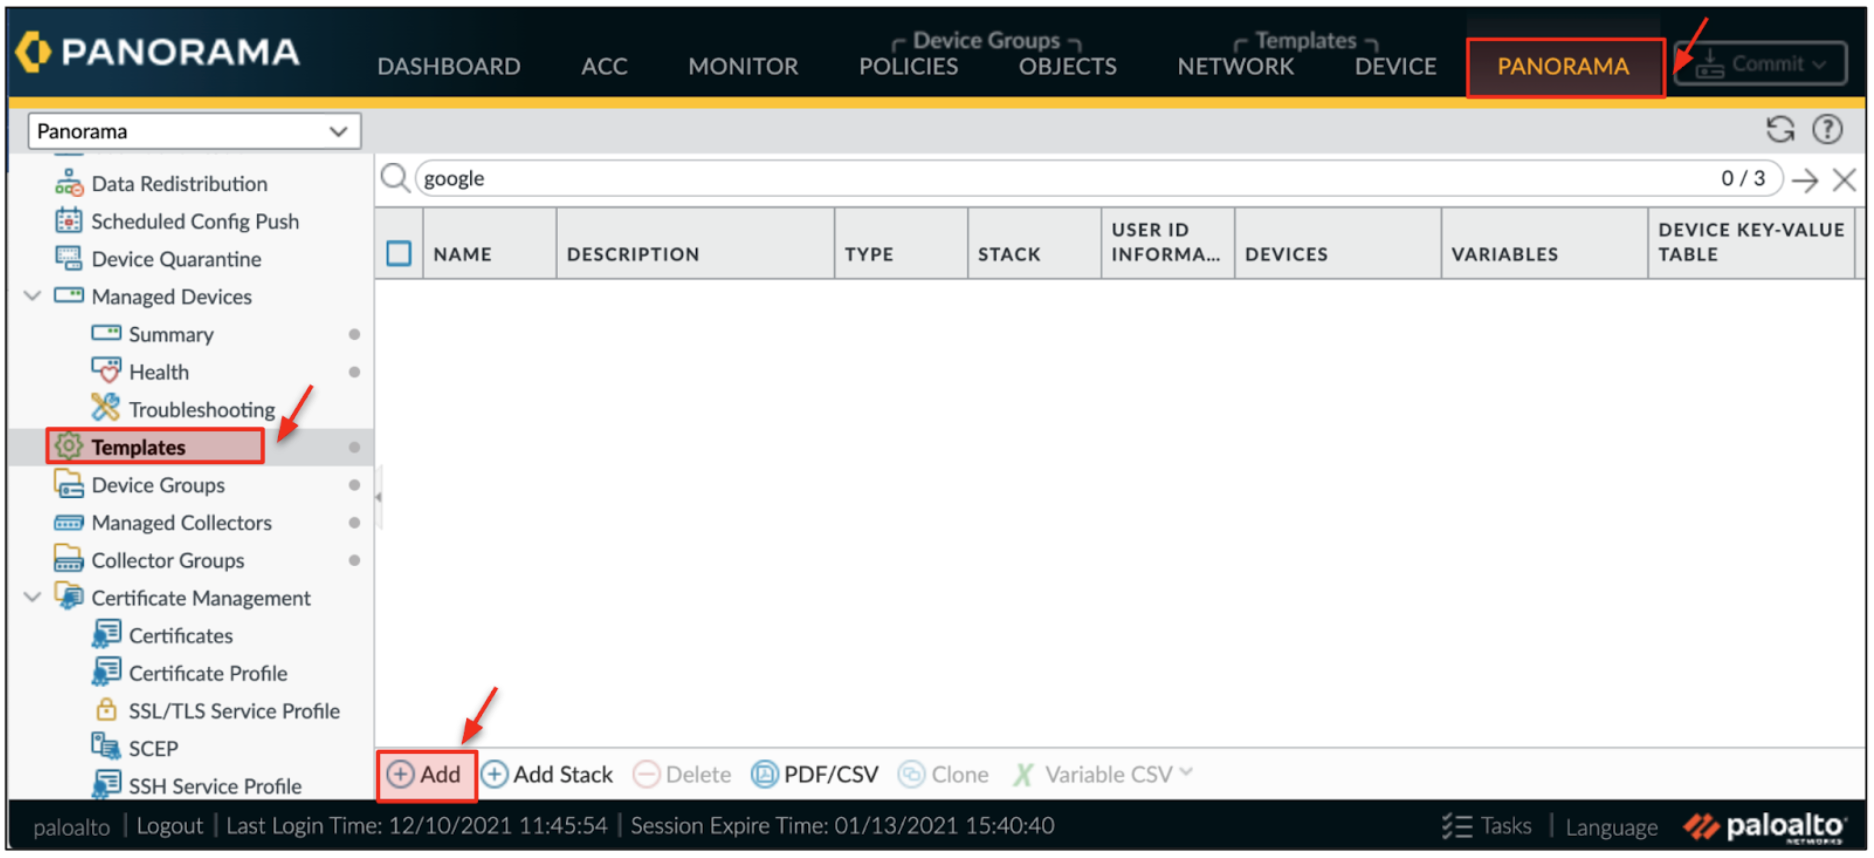 PANORAMA
Device Groups
Templates
DASHBOARD ACC MONITOR POLICIES OBJECTS NETWORK DEVICE PANORAMA Commit
Panorama
Data Redistribution
Scheduled Config Push
Device Quarantine
Managed Devices
Summary
Health
Troubleshooting
Templates
Device Groups
Managed Collectors
Collector Groups
Certificate Management
Certificates
Certificate Profile
SSL/TLS Service Profile
SCEP
SSH Service Profile
google 0 / 3
NAME DESCRIPTION TYPE STACK USER ID INFORMA... DEVICES VARIABLES DEVICE KEY-VALUE TABLE
Add Add Stack Delete PDF/CSV Clone Variable CSV
paloalto | Logout | Last Login Time: 12/10/2021 11:45:54 | Session Expire Time: 01/13/2021 15:40:40
Tasks | Language paloalto
NETWORKS